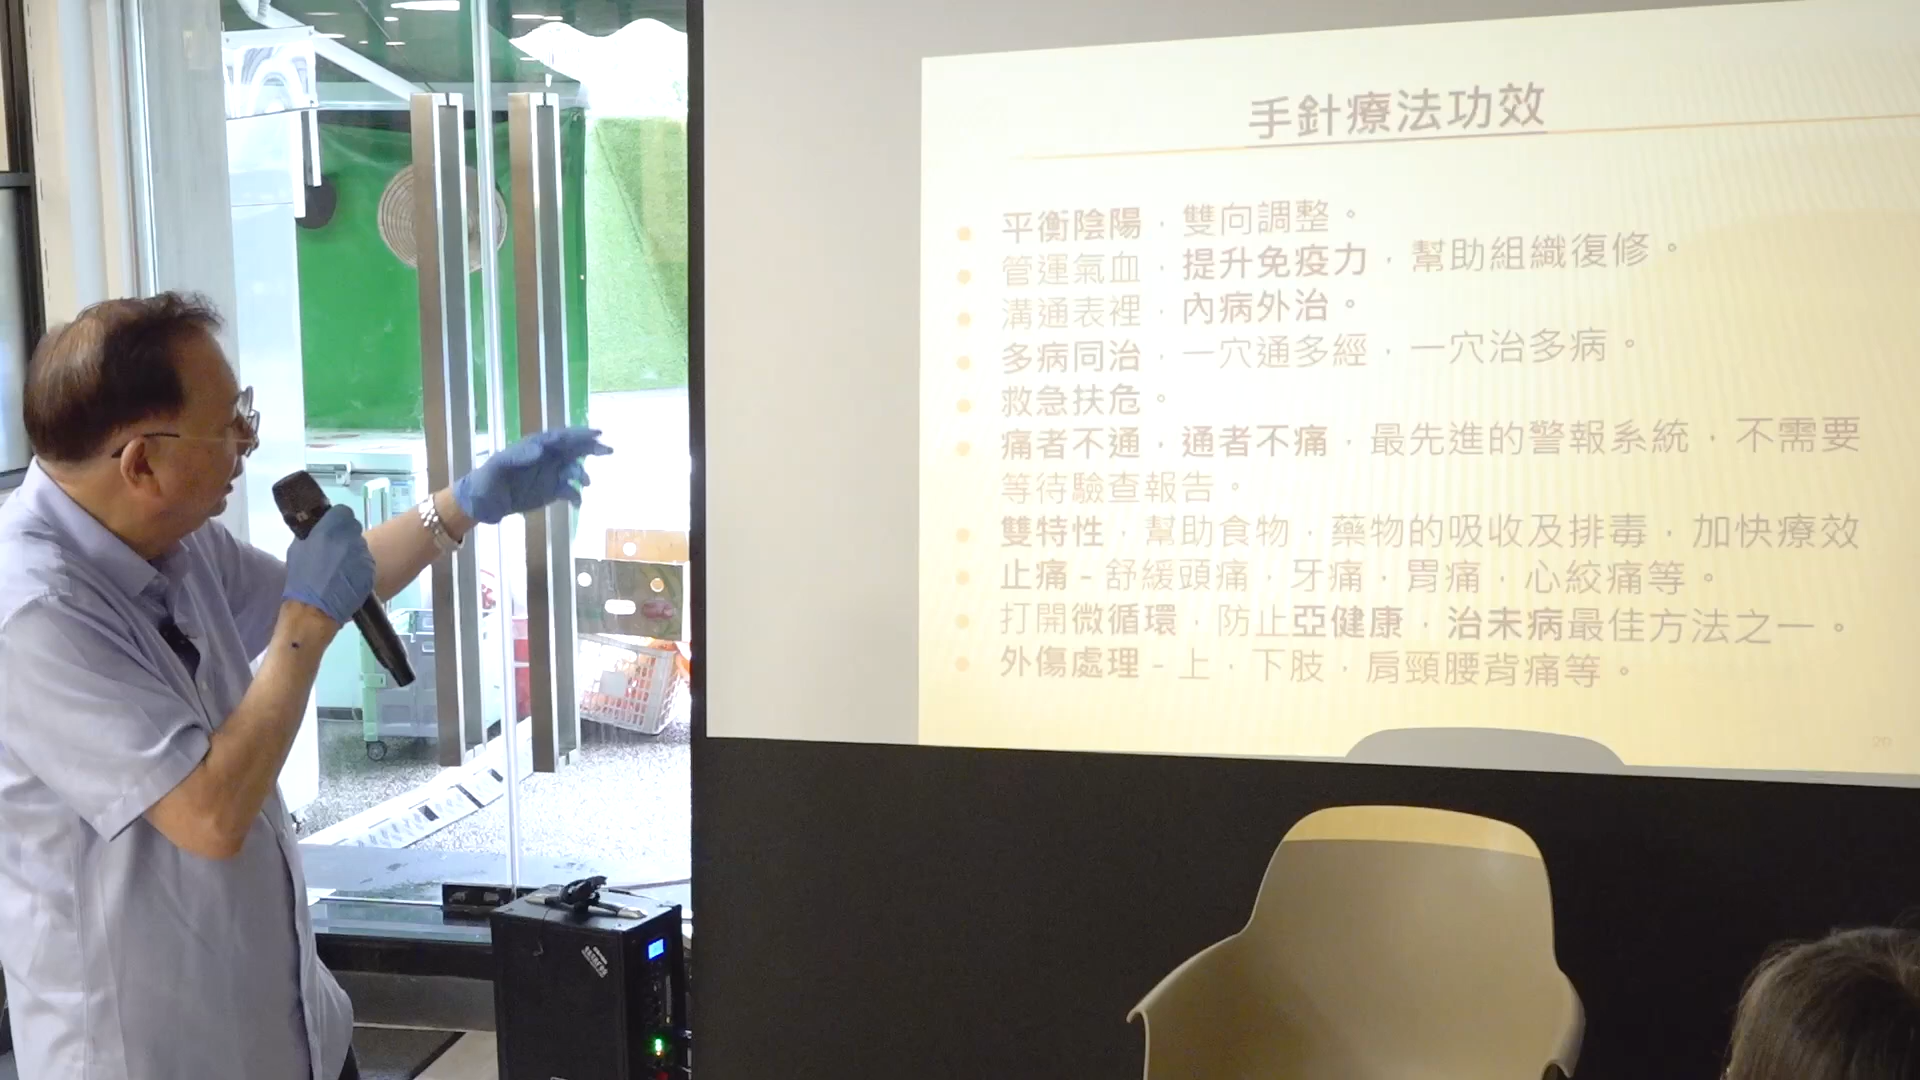 手針療法功效
平衡陰陽，雙向調整。
管運氣血，提升免疫力，幫助組織復修。
溝通表裡，內病外治。
多病同治，一穴通多經，一穴治多病。
救急扶危。
痛者不通，通者不痛，最先進的警報系統，不需要
等待驗查報告。
雙特性，幫助食物，藥物的吸收及排毒，加快療效
止痛 - 舒緩頭痛，牙痛，胃痛，心絞痛等。
打開微循環，防止亞健康，治未病最佳方法之一。
外傷處理 - 上，下肢，肩頸腰背痛等。